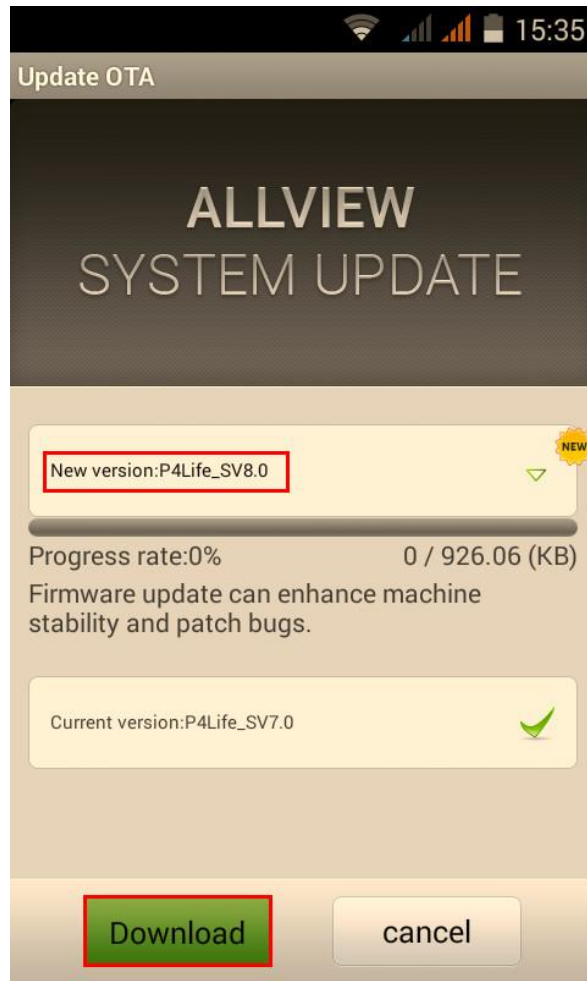 15:35
Update OTA
ALLVIEW
SYSTEM UPDATE
NEW
New version:P4Life_SV8.0
Progress rate:0% 0 / 926.06 (KB)
Firmware update can enhance machine
stability and patch bugs.
Current version:P4Life_SV7.0
Download cancel